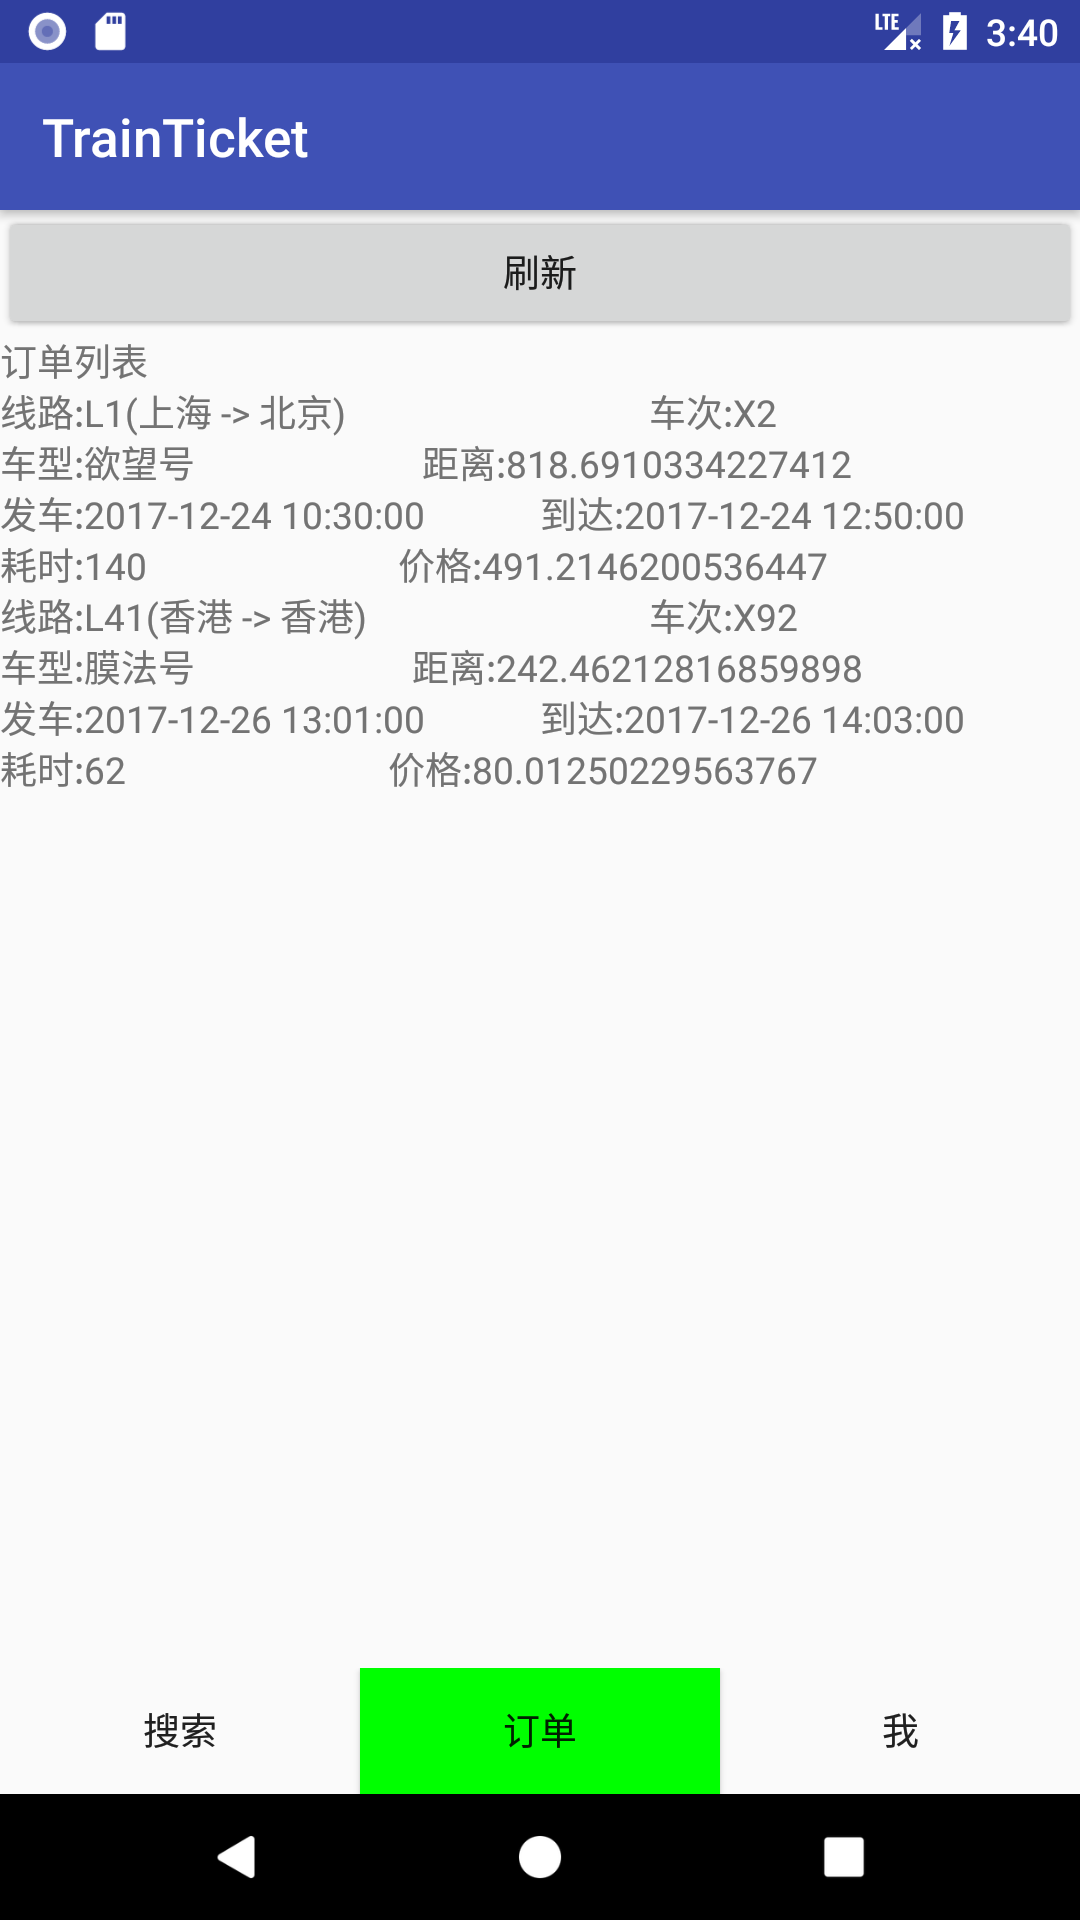 LTE 3:40
TrainTicket
刷新
订单列表
线路:L1(上海 -> 北京) 车次:X2
车型:欲望号 距离:818.6910334227412
发车:2017-12-24 10:30:00 到达:2017-12-24 12:50:00
耗时:140 价格:491.2146200536447
线路:L41(香港 -> 香港) 车次:X92
车型:膜法号 距离:242.46212816859898
发车:2017-12-26 13:01:00 到达:2017-12-26 14:03:00
耗时:62 价格:80.01250229563767
搜索 订单 我